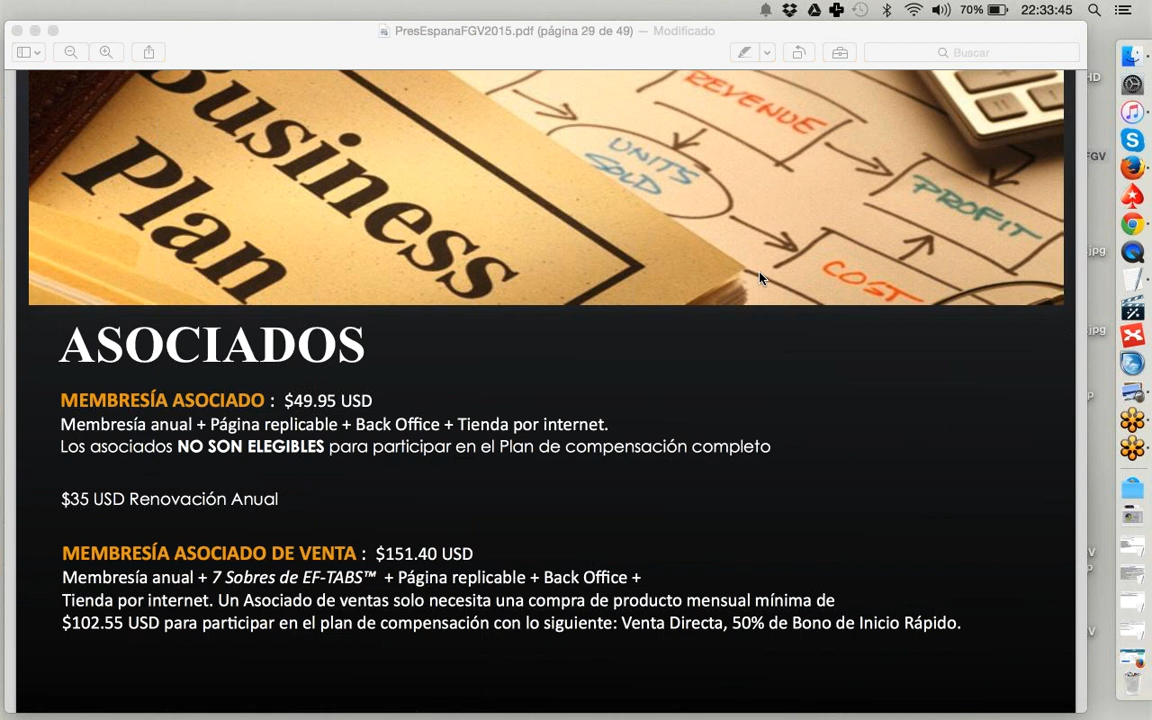 70% 22:33:45
PresEspanaFGV2015.pdf (página 29 de 49) — Modificado
Buscar
Business
Plan
REVENUE
UNITS
SOLD
PROFIT
COST
HD
FGV
.jpg
.jpg
ASOCIADOS
MEMBRESÍA ASOCIADO : $49.95 USD
Membresía anual + Página replicable + Back Office + Tienda por internet.
Los asociados NO SON ELEGIBLES para participar en el Plan de compensación completo
$35 USD Renovación Anual
MEMBRESÍA ASOCIADO DE VENTA : $151.40 USD
Membresía anual + 7 Sobres de EF-TABS™ + Página replicable + Back Office +
Tienda por internet. Un Asociado de ventas solo necesita una compra de producto mensual mínima de
$102.55 USD para participar en el plan de compensación con lo siguiente: Venta Directa, 50% de Bono de Inicio Rápido.